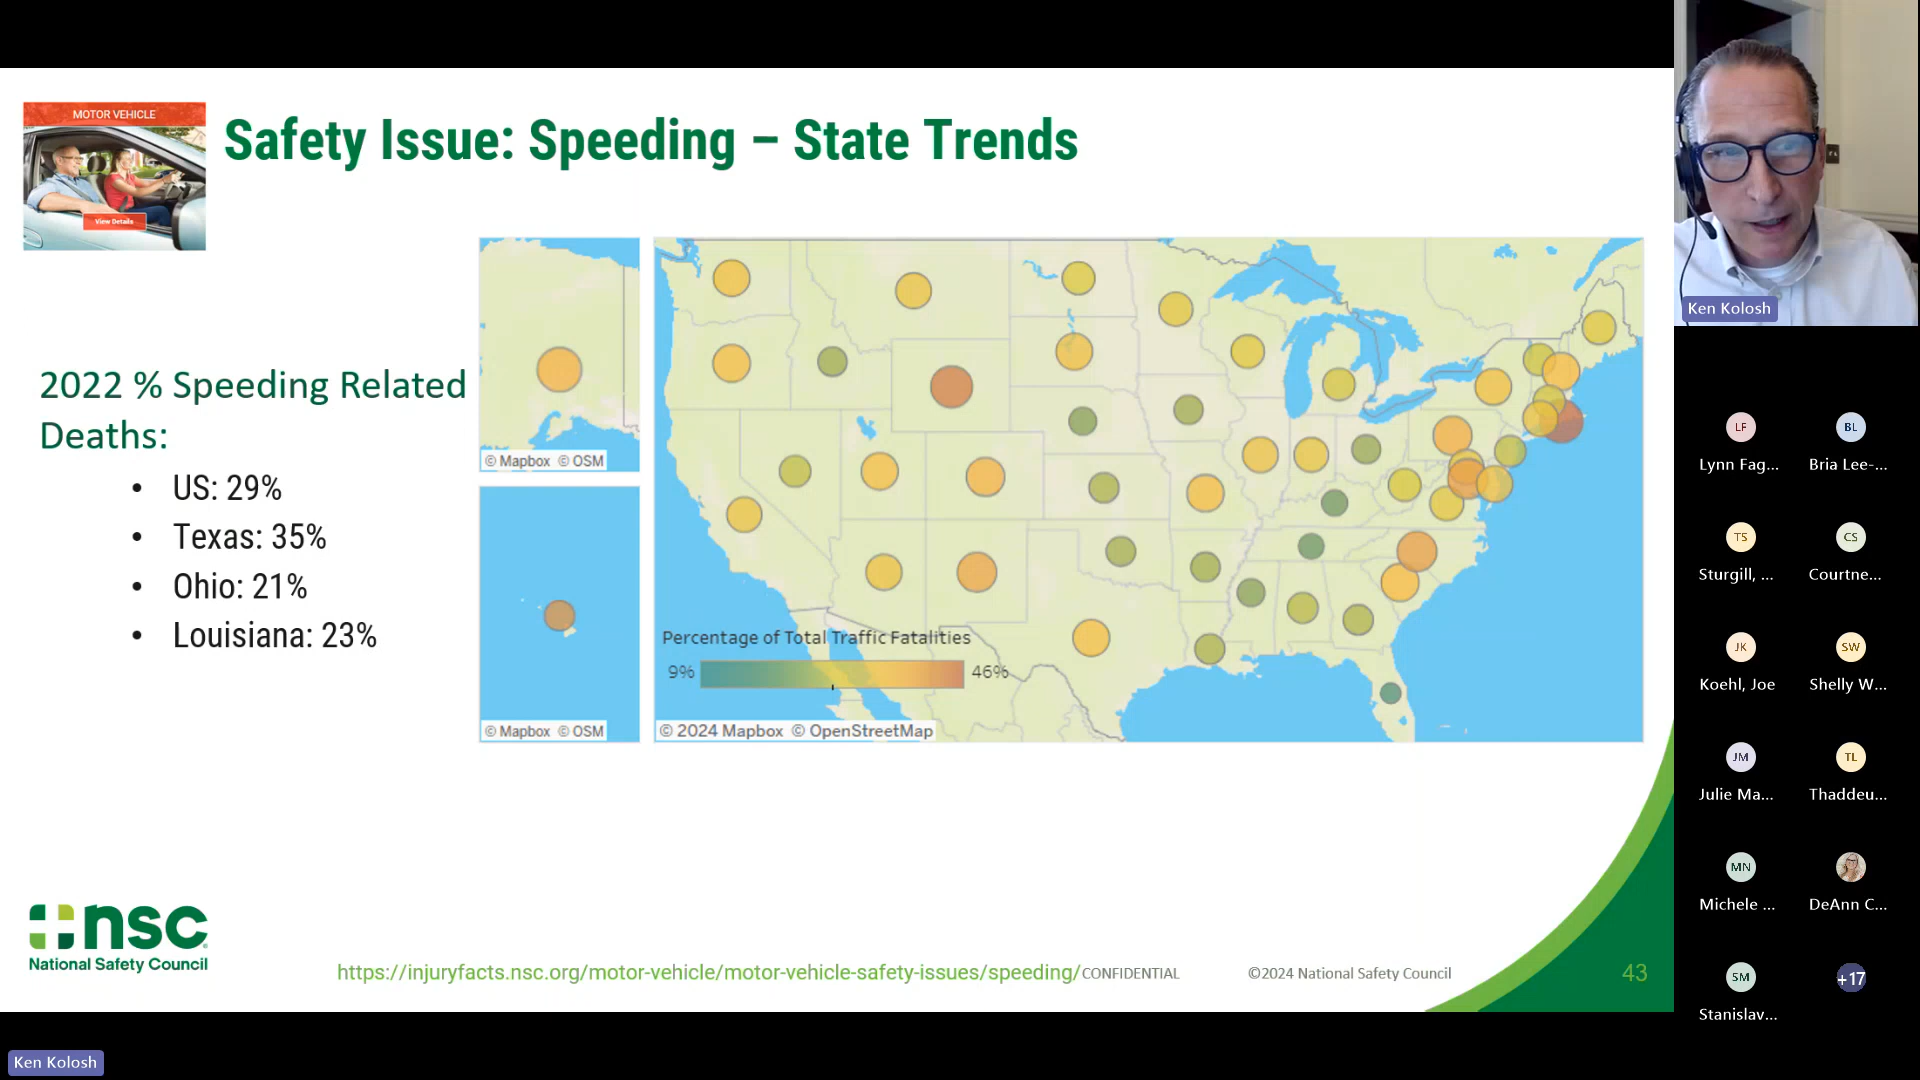 MOTOR VEHICLE
View Details
Safety Issue: Speeding – State Trends
2022 % Speeding Related
Deaths:
• US: 29%
• Texas: 35%
• Ohio: 21%
• Louisiana: 23%
© Mapbox © OSM
© Mapbox © OSM
Percentage of Total Traffic Fatalities
9%
46%
© 2024 Mapbox © OpenStreetMap
nsc
National Safety Council
https://injuryfacts.nsc.org/motor-vehicle/motor-vehicle-safety-issues/speeding/
CONFIDENTIAL
©2024 National Safety Council
43
Ken Kolosh
Ken Kolosh
LF
BL
Lynn Fag...
Bria Lee-...
TS
CS
Sturgill, ...
Courtne...
JK
SW
Koehl, Joe
Shelly W...
JM
TL
Julie Ma...
Thaddeu...
MN
Michele ...
DeAnn C...
SM
+17
Stanislav...